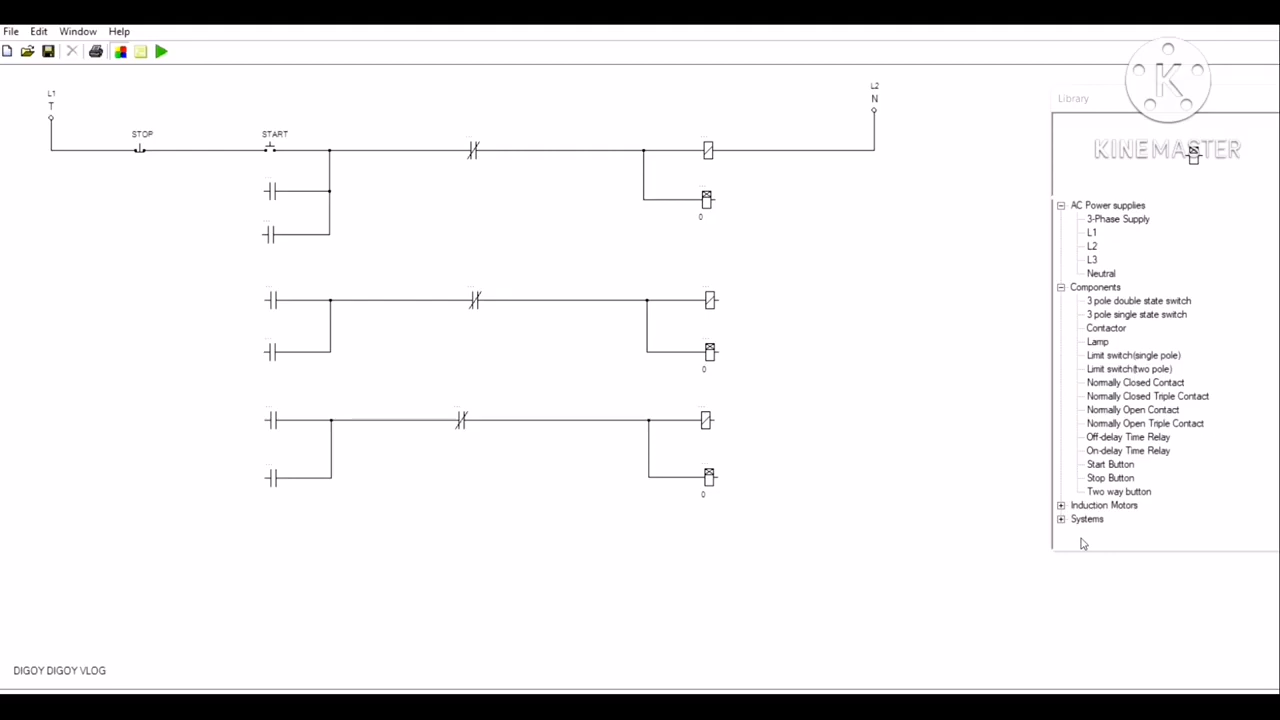 File Edit Window Help
L1
T
L2
N
STOP
START
0
0
0
Library
KINEMASTER
K
AC Power supplies
3-Phase Supply
L1
L2
L3
Neutral
Components
3 pole double state switch
3 pole single state switch
Contactor
Lamp
Limit switch(single pole)
Limit switch(two pole)
Normally Closed Contact
Normally Closed Triple Contact
Normally Open Contact
Normally Open Triple Contact
Off-delay Time Relay
On-delay Time Relay
Start Button
Stop Button
Two way button
Induction Motors
Systems
DIGOY DIGOY VLOG